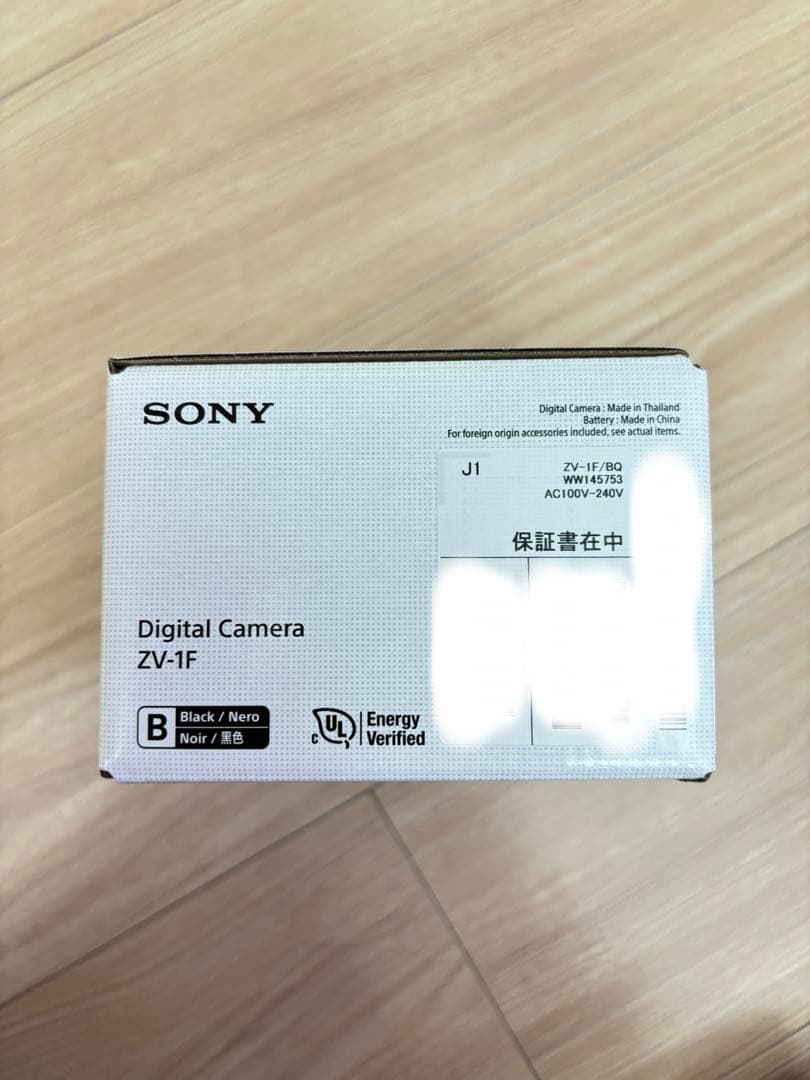 SONY
Digital Camera : Made in Thailand
Battery : Made in China
For foreign origin accessories included, see actual items.
J1
ZV-1F/BQ
WW145753
AC100V-240V
保証書在中
Digital Camera
ZV-1F
B
Black / Nero
Noir / 黒色
c UL
Energy
Verified